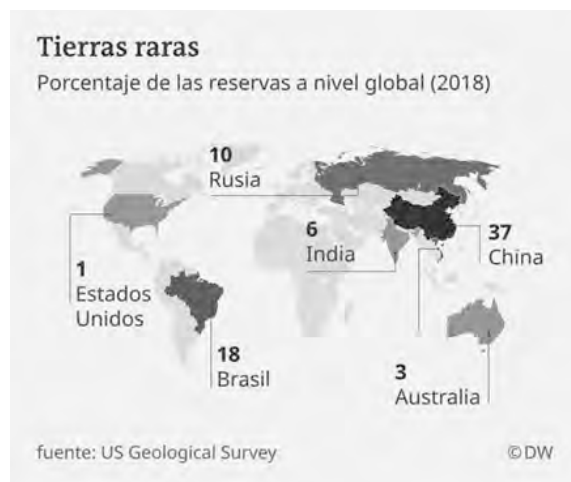 Tierras raras
Porcentaje de las reservas a nivel global (2018)
10
Rusia
6
India
37
China
1
Estados
Unidos
18
Brasil
3
Australia
fuente: US Geological Survey
©DW